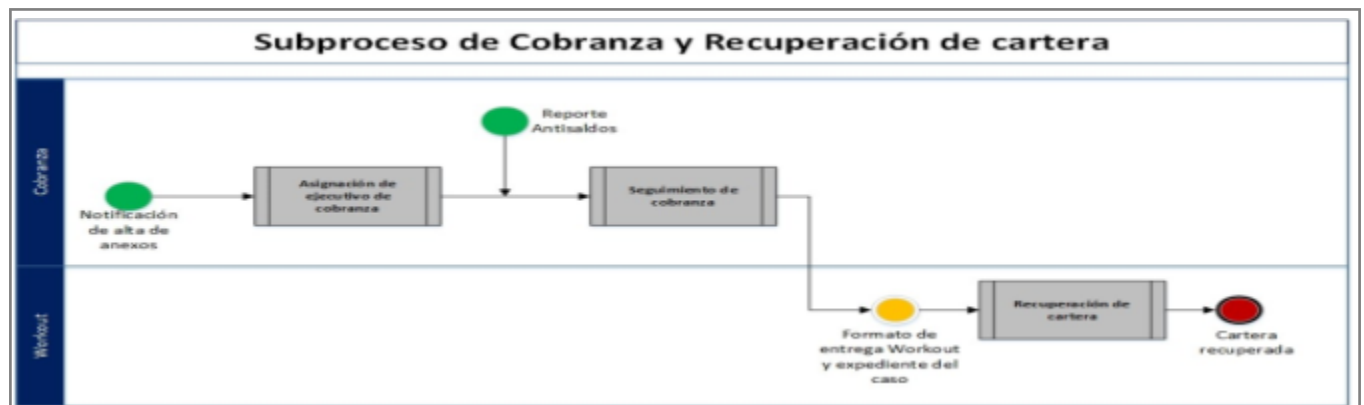 Subproceso de Cobranza y Recuperación de cartera
Cobranza
Reporte
Antisaldos
Notificación
de alta de
anexos
Asignación de
ejecutivo de
cobranza
Seguimiento de
cobranza
Workout
Formato de
entrega Workout
y expediente del
caso
Recuperación de
cartera
Cartera
recuperada